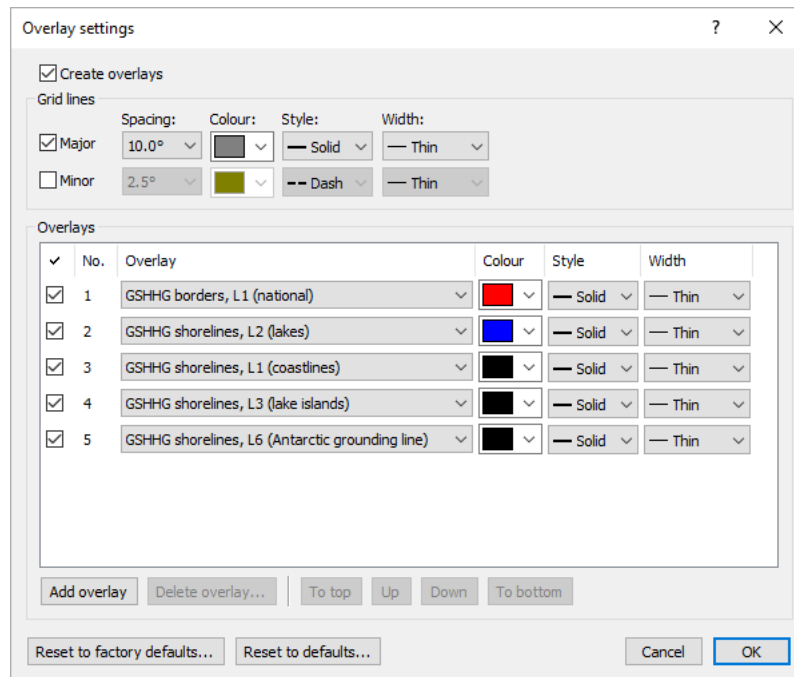 Overlay settings ?
Create overlays
Grid lines
Spacing: Colour: Style: Width:
Major 10.0° Solid Thin
Minor 2.5° Dash Thin
Overlays
No. Overlay Colour Style Width
1 GSHHG borders, L1 (national) Solid Thin
2 GSHHG shorelines, L2 (lakes) Solid Thin
3 GSHHG shorelines, L1 (coastlines) Solid Thin
4 GSHHG shorelines, L3 (lake islands) Solid Thin
5 GSHHG shorelines, L6 (Antarctic grounding line) Solid Thin
Add overlay Delete overlay... To top Up Down To bottom
Reset to factory defaults... Reset to defaults... Cancel OK